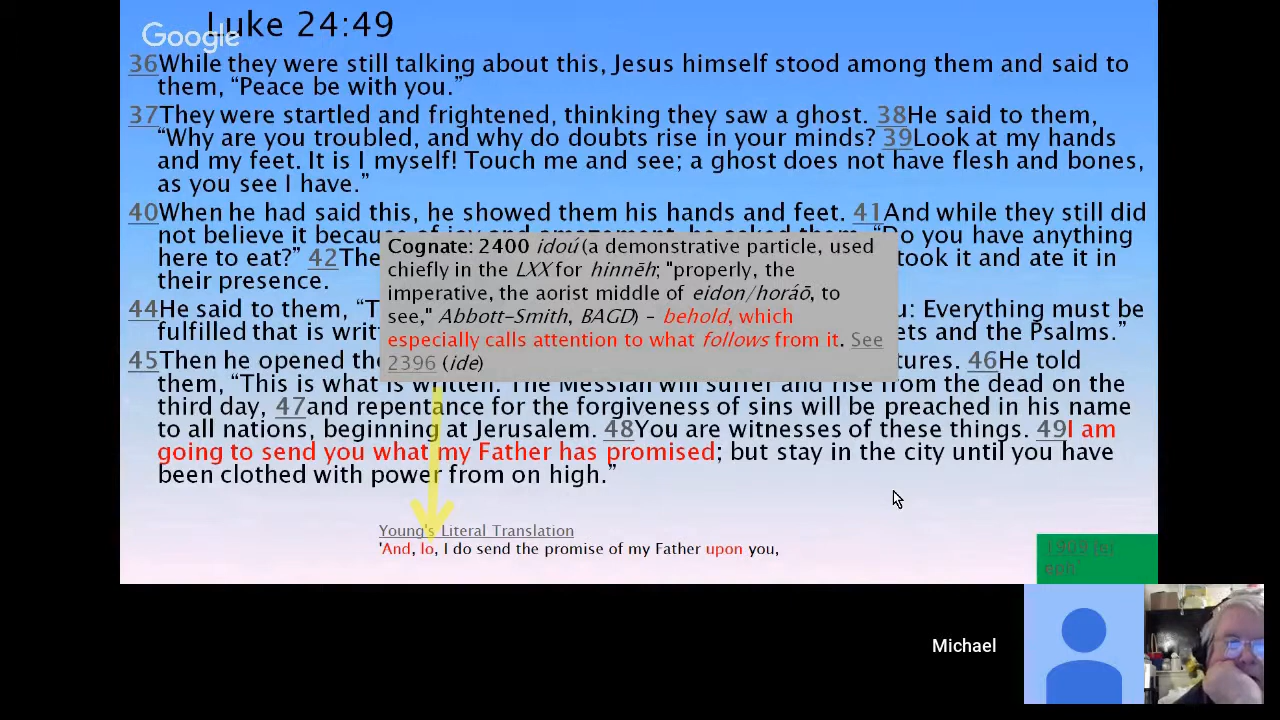 Luke 24:49
Google
36While they were still talking about this, Jesus himself stood among them and said to
them, “Peace be with you.”
37They were startled and frightened, thinking they saw a ghost. 38He said to them,
“Why are you troubled, and why do doubts rise in your minds? 39Look at my hands
and my feet. It is I myself! Touch me and see; a ghost does not have flesh and bones,
as you see I have.”
40When he had said this, he showed them his hands and feet. 41And while they still did
not believe it because of joy and amazement, he asked them, “Do you have anything
here to eat?” 42The took it and ate it in
their presence.
44He said to them, “T u: Everything must be
fulfilled that is writ ets and the Psalms.”
45Then he opened the tures. 46He told
them, “This is what is written: The Messiah will suffer and rise from the dead on the
third day, 47and repentance for the forgiveness of sins will be preached in his name
to all nations, beginning at Jerusalem. 48You are witnesses of these things. 49I am
going to send you what my Father has promised; but stay in the city until you have
been clothed with power from on high.”
Cognate: 2400 idoú (a demonstrative particle, used
chiefly in the LXX for hinnēh; "properly, the
imperative, the aorist middle of eidon/horáō, to
see," Abbott-Smith, BAGD) – behold, which
especially calls attention to what follows from it. See
2396 (ide)
Young's Literal Translation
'And, lo, I do send the promise of my Father upon you,
1909 [ti]
eph'
Michael